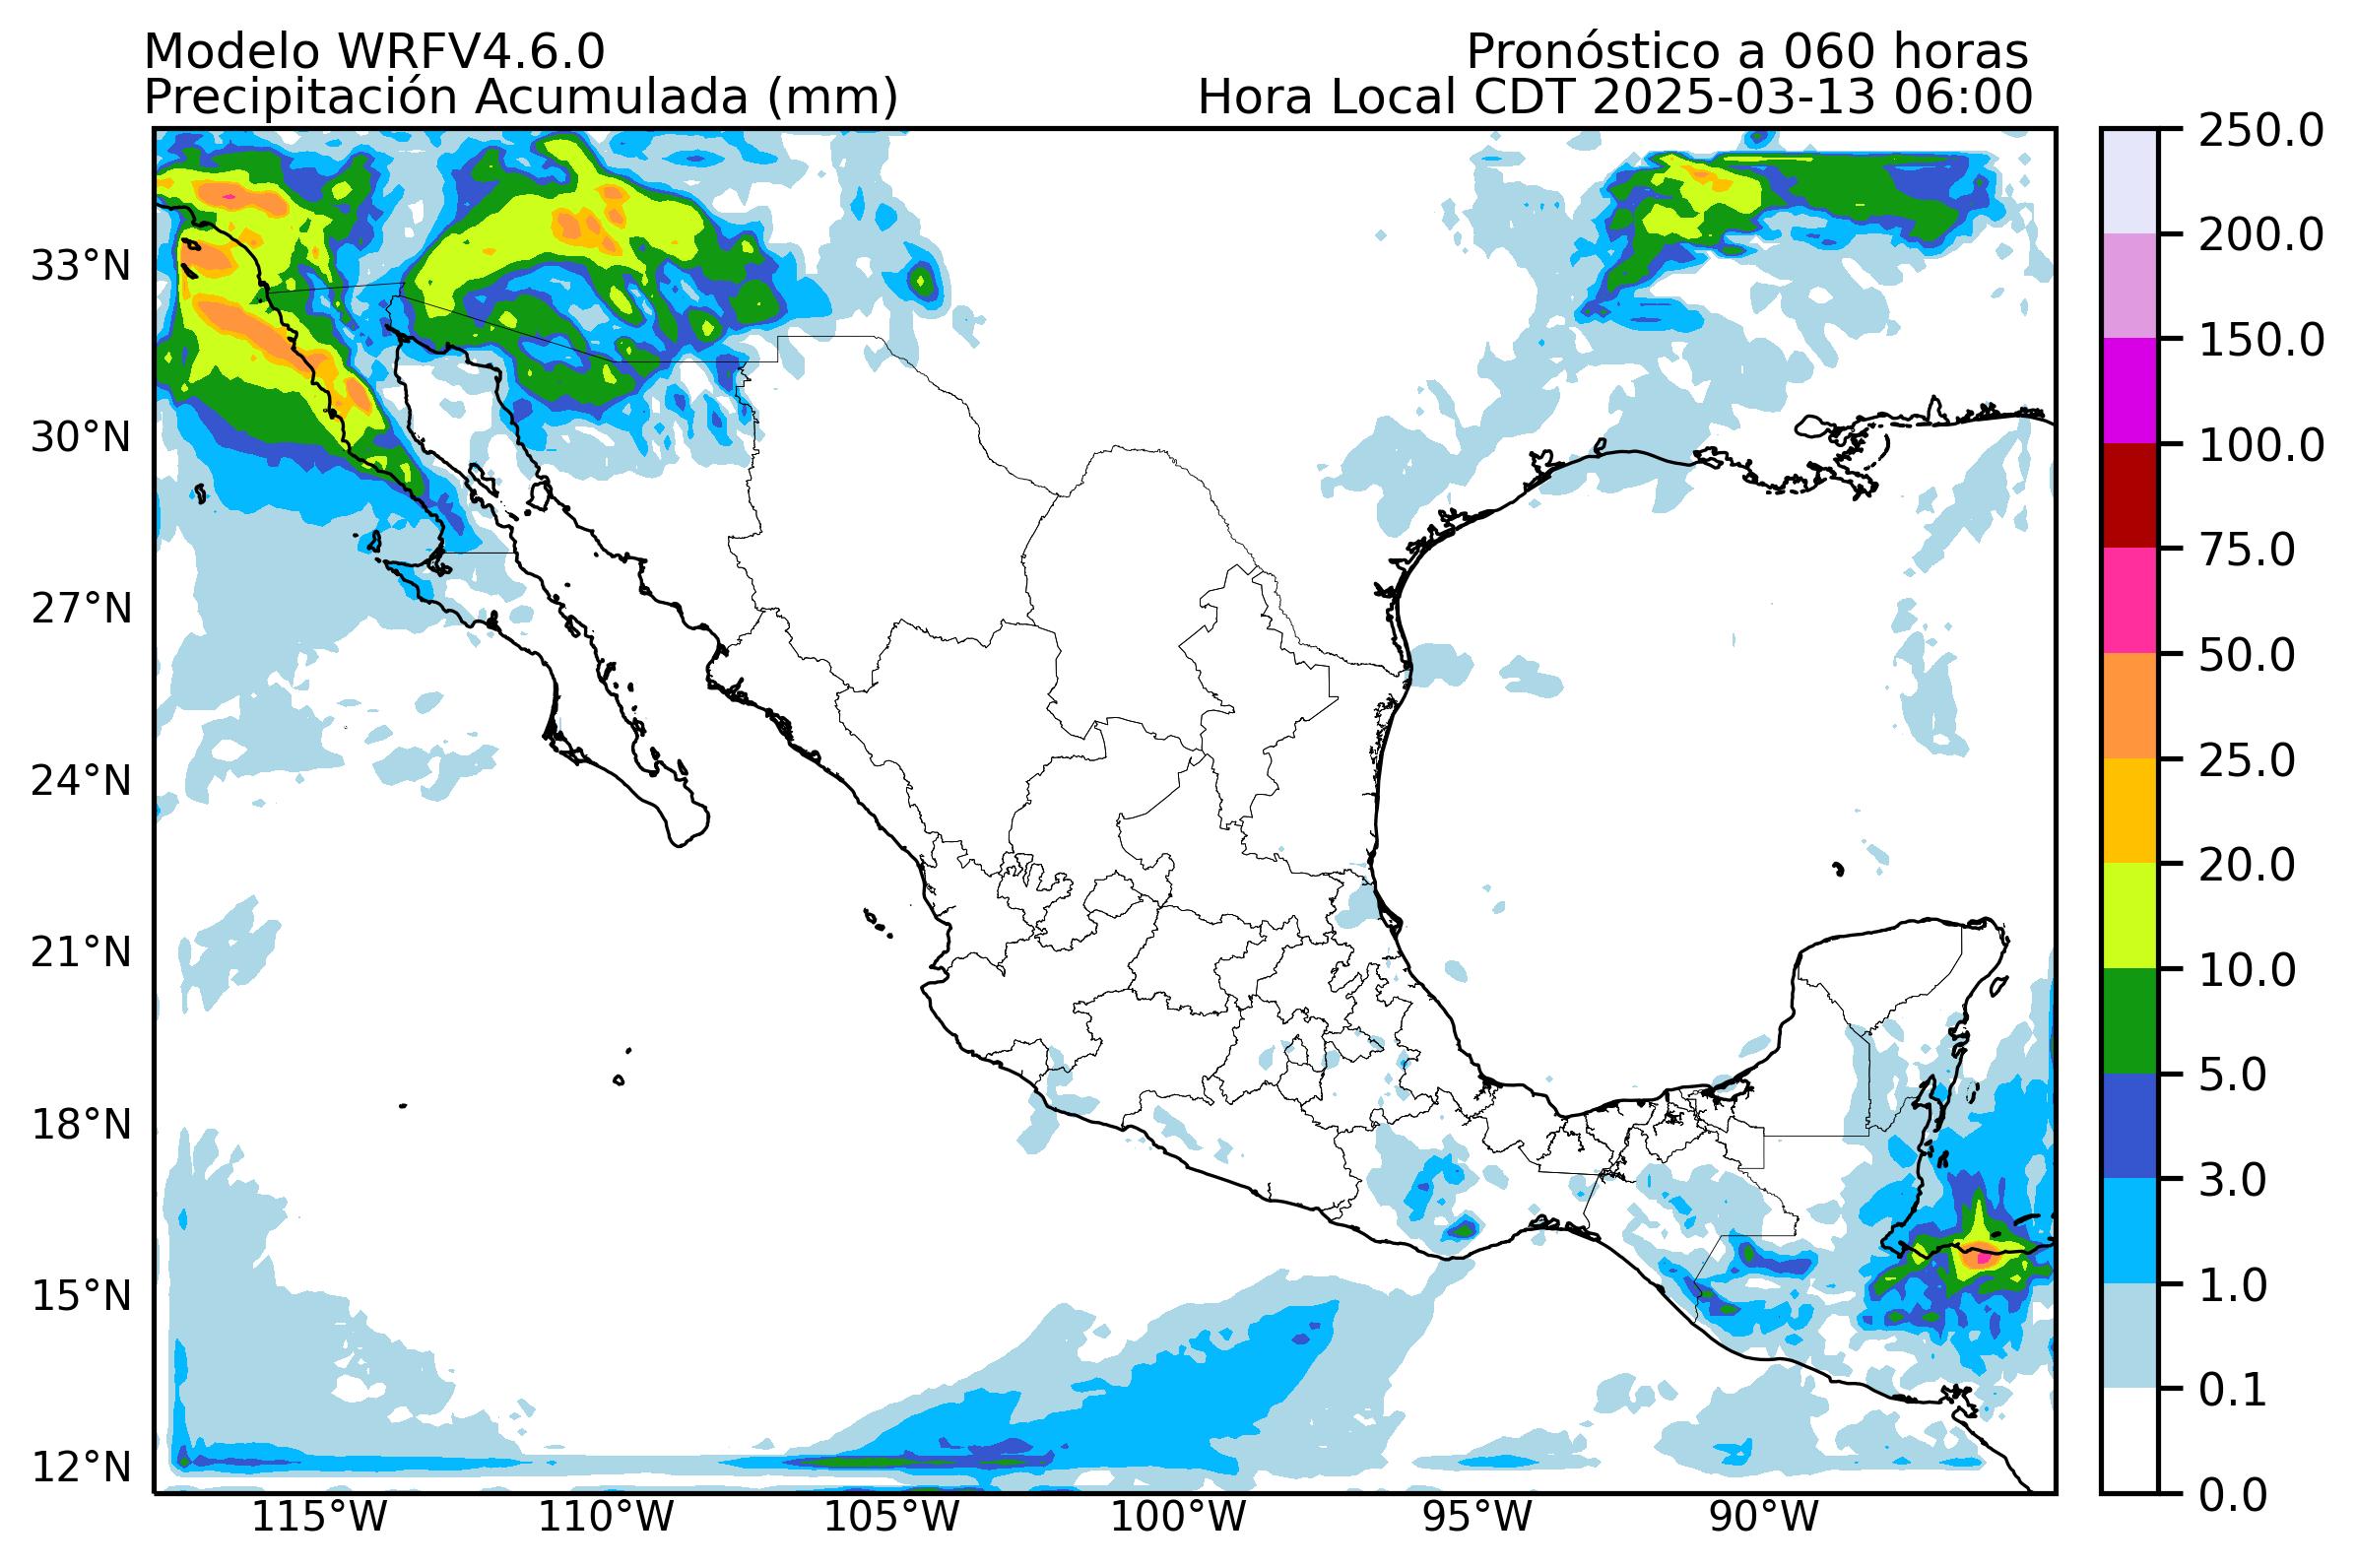 Modelo WRFV4.6.0
Pronóstico a 060 horas
Precipitación Acumulada (mm)
Hora Local CDT 2025-03-13 06:00
33°N
30°N
27°N
24°N
21°N
18°N
15°N
12°N
115°W
110°W
105°W
100°W
95°W
90°W
250.0
200.0
150.0
100.0
75.0
50.0
25.0
20.0
10.0
5.0
3.0
1.0
0.1
0.0